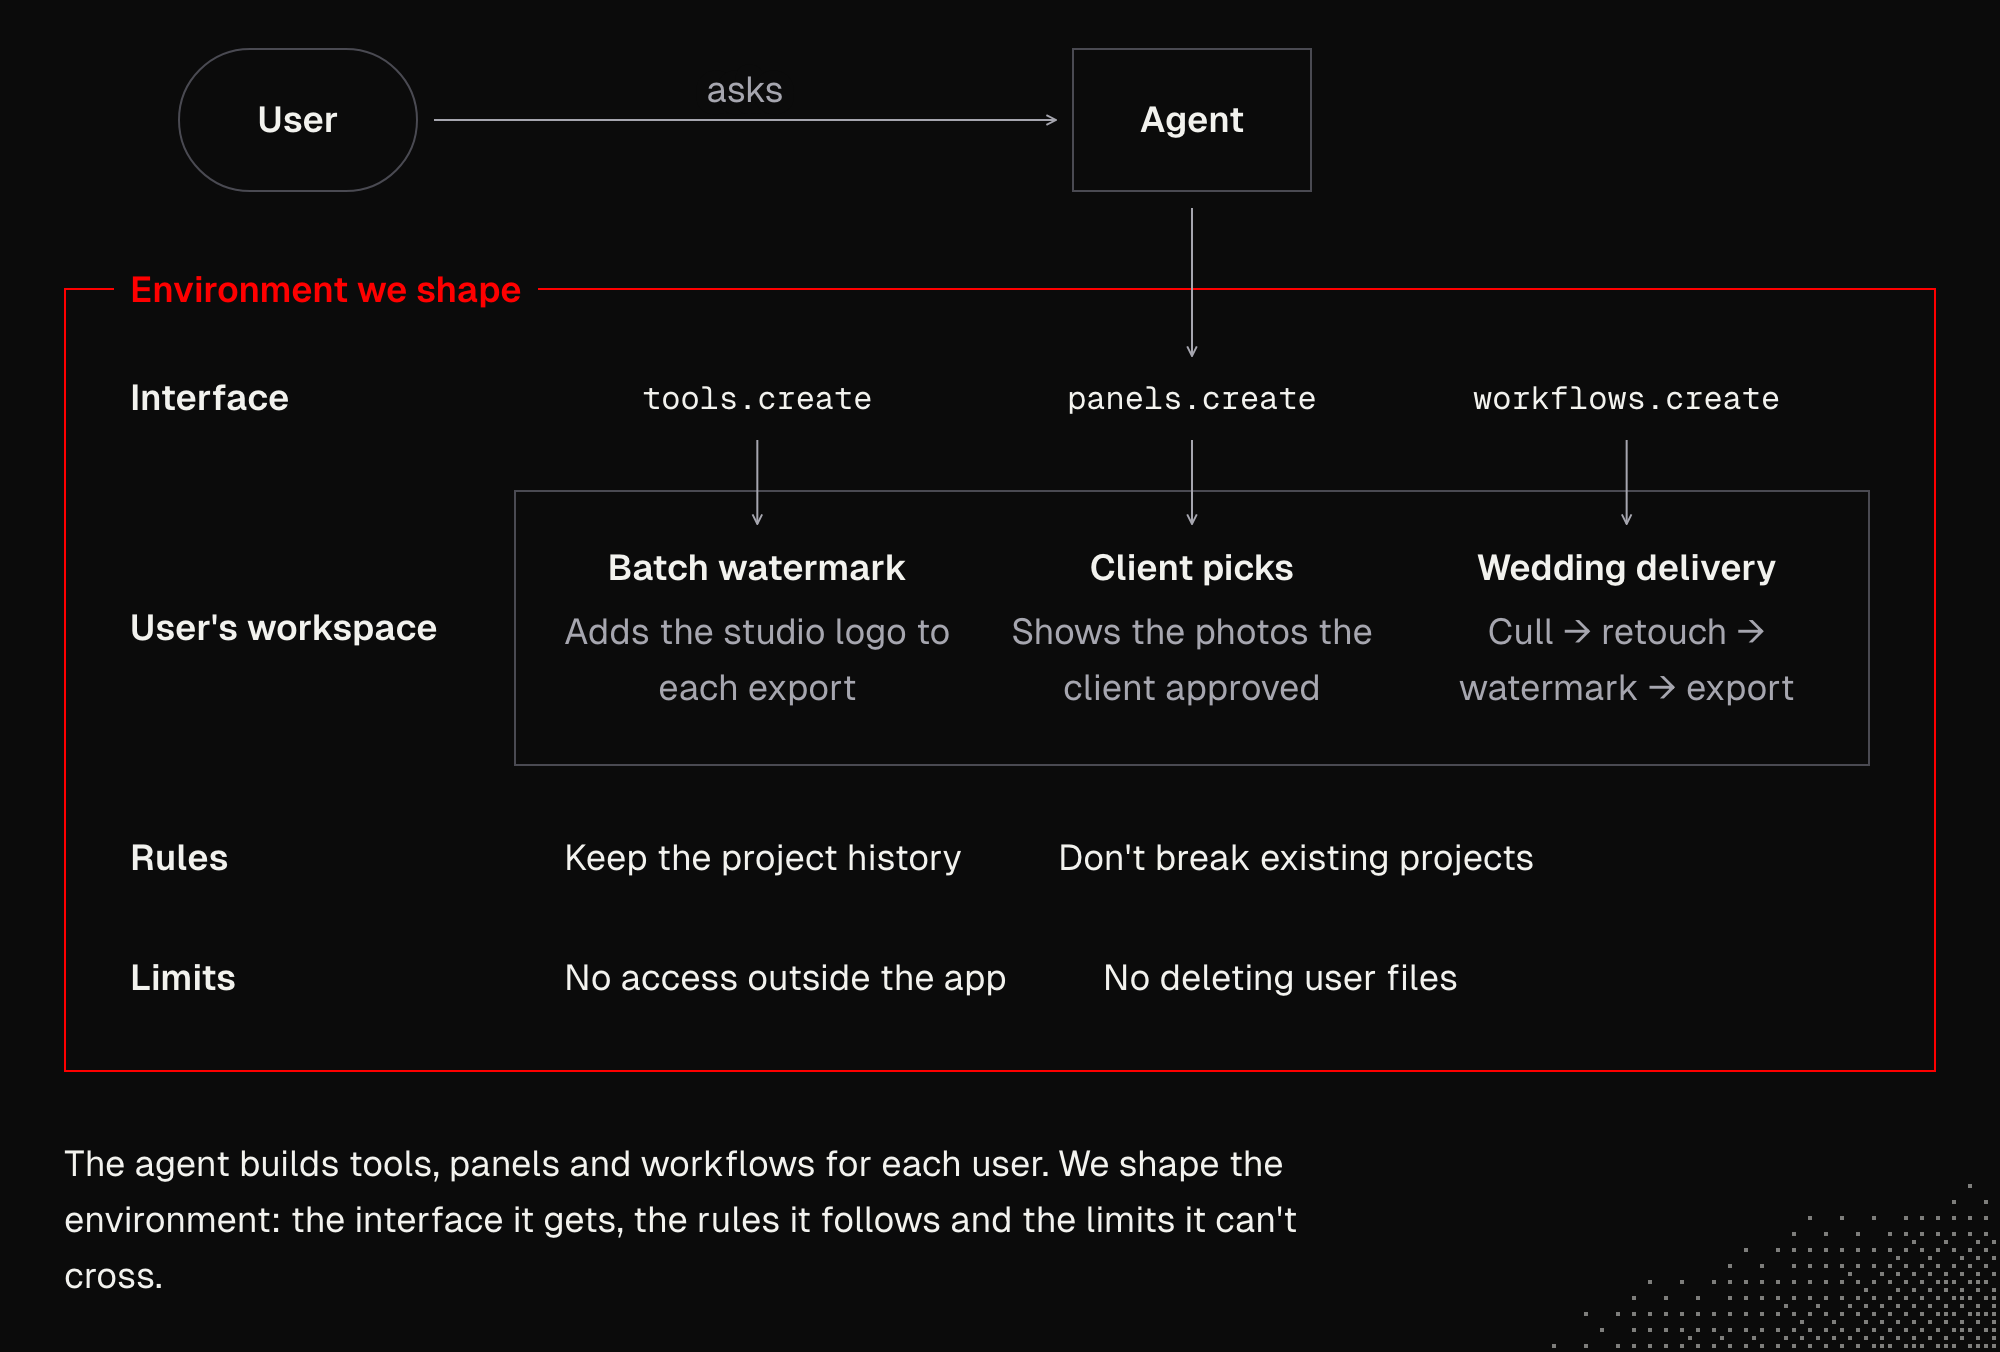 User
asks
Agent
Environment we shape
Interface
tools.create
panels.create
workflows.create
User's workspace
Batch watermark
Adds the studio logo to
each export
Client picks
Shows the photos the
client approved
Wedding delivery
Cull → retouch →
watermark → export
Rules
Keep the project history
Don't break existing projects
Limits
No access outside the app
No deleting user files
The agent builds tools, panels and workflows for each user. We shape the
environment: the interface it gets, the rules it follows and the limits it can't
cross.